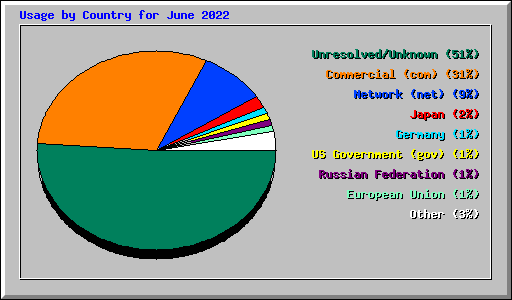 Usage by Country for June 2022
Unresolved/Unknown (51%)
Commercial (com) (31%)
Network (net) (9%)
Japan (2%)
Germany (1%)
US Government (gov) (1%)
Russian Federation (1%)
European Union (1%)
Other (3%)